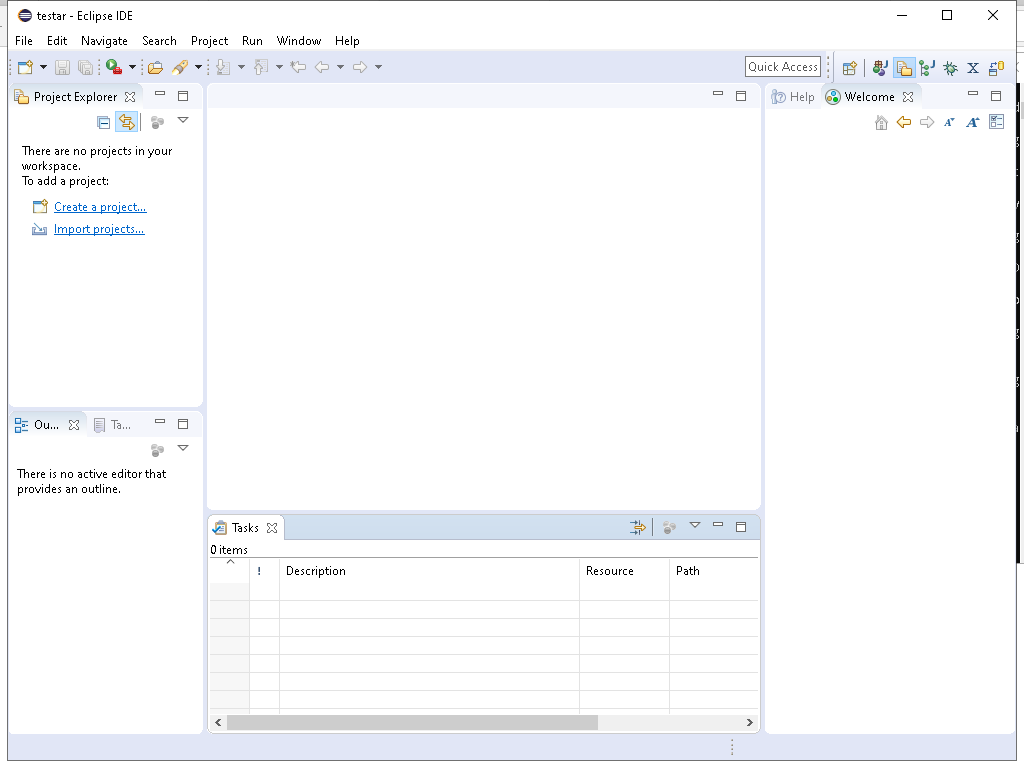 testar - Eclipse IDE
File Edit Navigate Search Project Run Window Help
Quick Access
Project Explorer
There are no projects in your
workspace.
To add a project:
Create a project...
Import projects...
Ou...
Ta...
There is no active editor that
provides an outline.
Tasks
0 items
! Description Resource Path
Help
Welcome